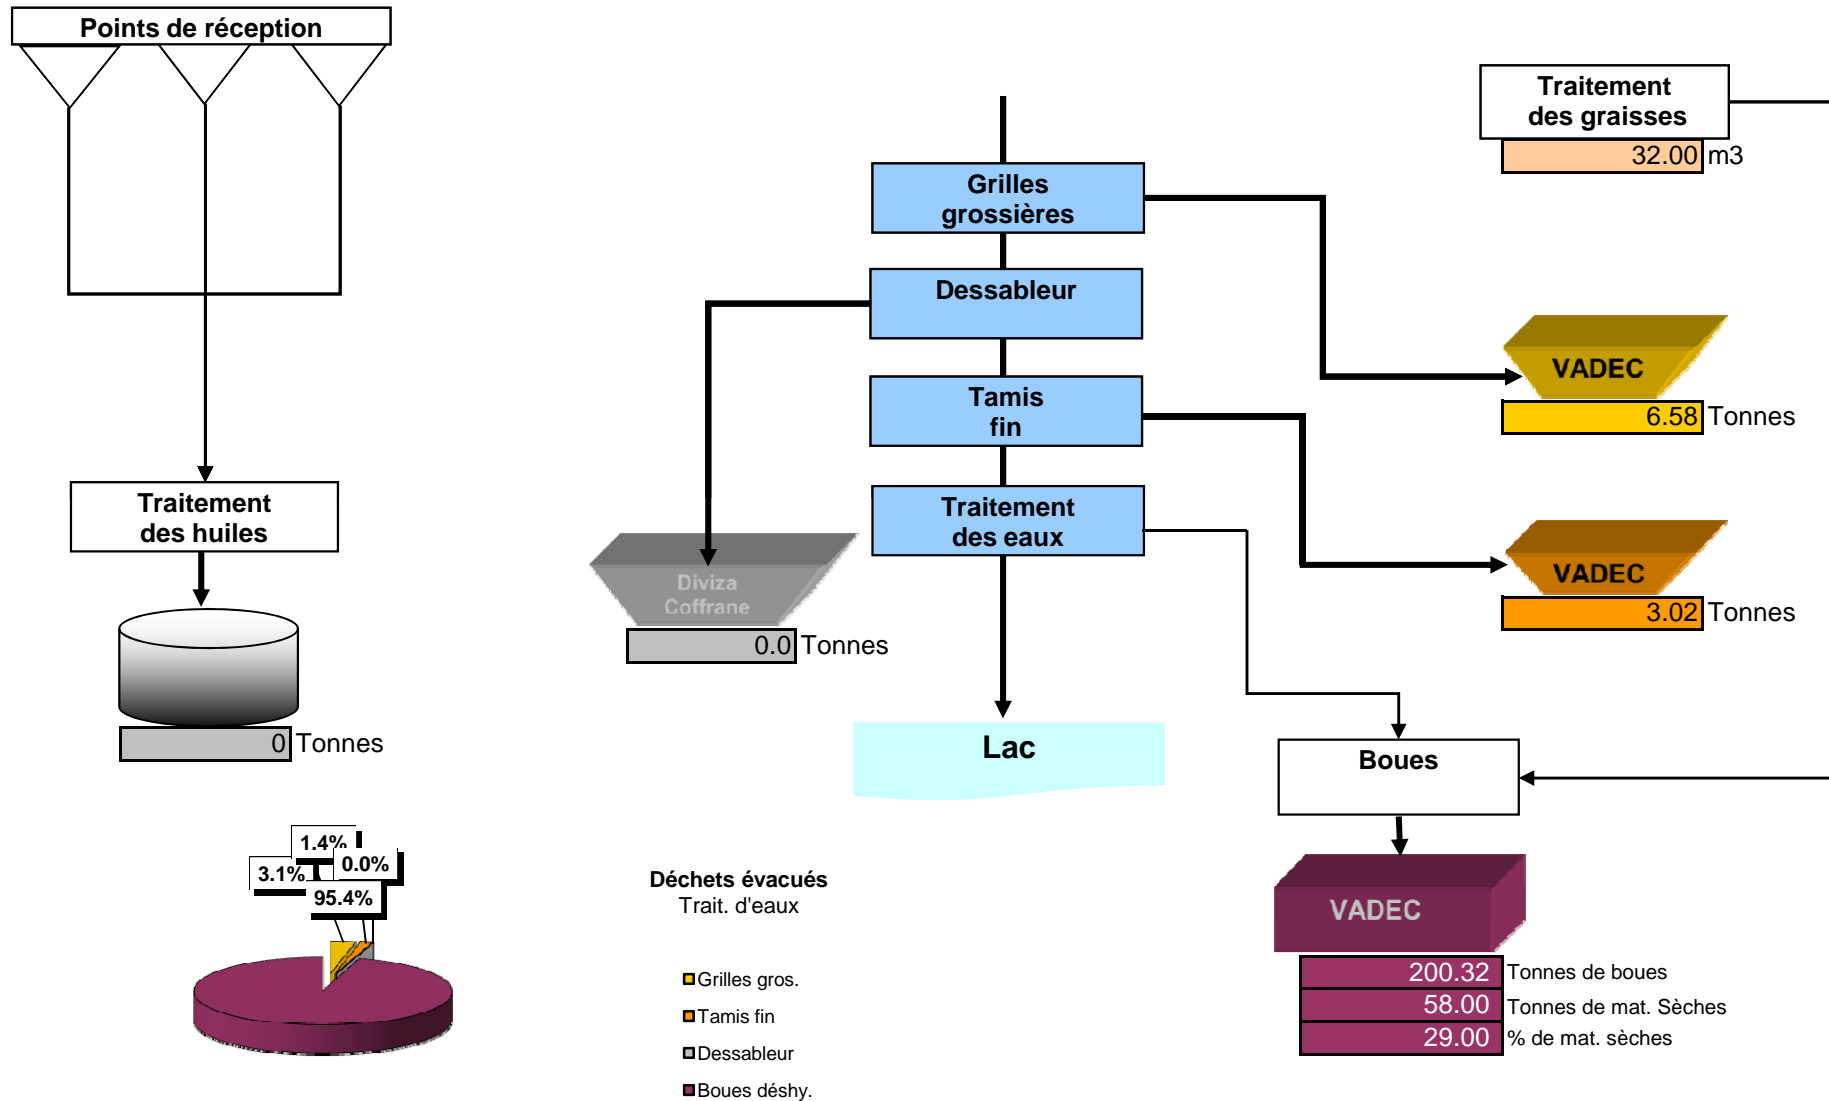 Points de réception
Traitement
des graisses
32.00 m3
Grilles
grossières
Dessableur
VADEC
6.58 Tonnes
Tamis
fin
Traitement
des huiles
Traitement
des eaux
Diviza
Coffrane
0.0 Tonnes
VADEC
3.02 Tonnes
0 Tonnes
Lac
Boues
1.4%
0.0%
3.1%
95.4%
Déchets évacués
Trait. d'eaux
Grilles gros.
Tamis fin
Dessableur
Boues déshy.
VADEC
200.32 Tonnes de boues
58.00 Tonnes de mat. Sèches
29.00 % de mat. sèches